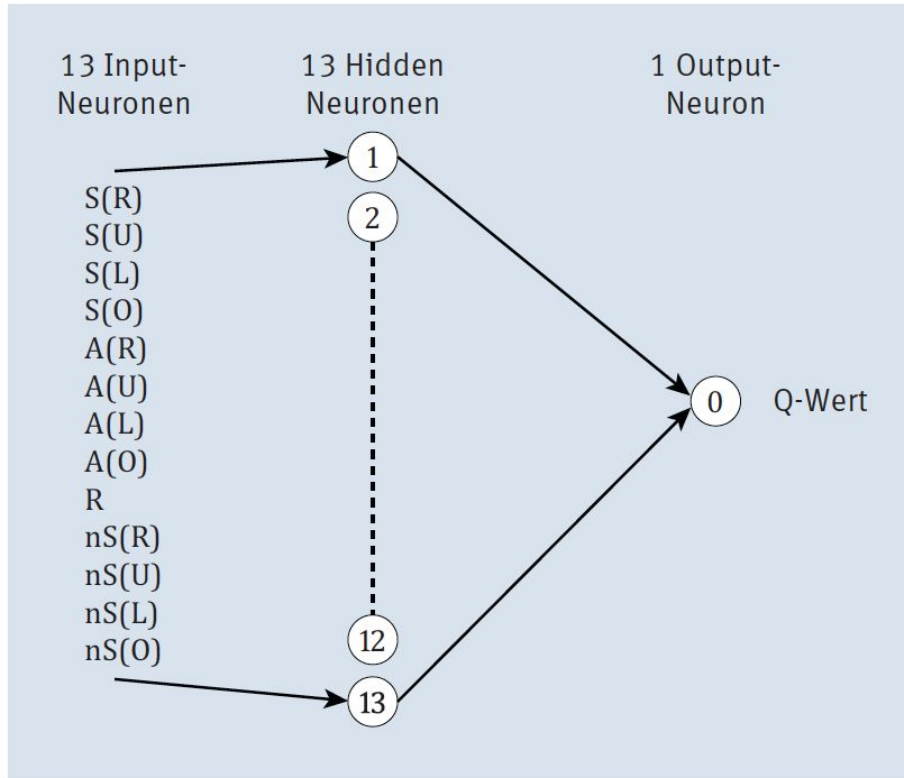 13 Input-
Neuronen
13 Hidden
Neuronen
1 Output-
Neuron
S(R)
S(U)
S(L)
S(O)
A(R)
A(U)
A(L)
A(O)
R
nS(R)
nS(U)
nS(L)
nS(O)
1
2
12
13
0
Q-Wert